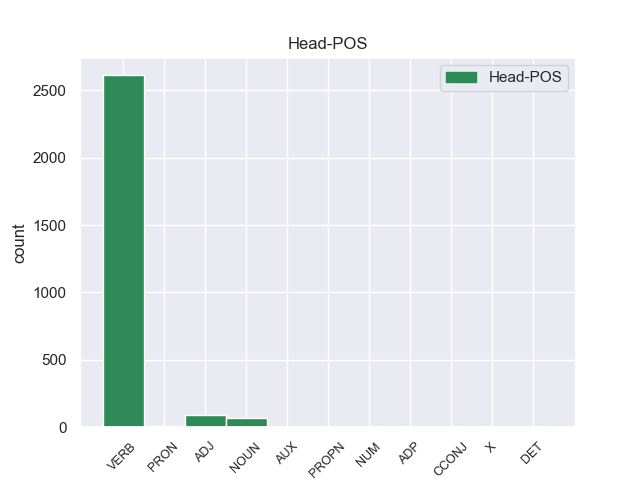 Head-POS
Head-POS
count
2500
2000
1500
1000
500
0
VERB PRON ADJ NOUN AUX PROPN NUM ADP CCONJ X DET